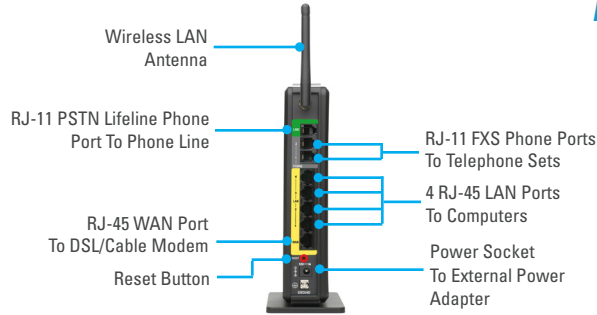 Wireless LAN
Antenna
RJ-11 PSTN Lifeline Phone
Port To Phone Line
RJ-11 FXS Phone Ports
To Telephone Sets
4 RJ-45 LAN Ports
To Computers
RJ-45 WAN Port
To DSL/Cable Modem
Power Socket
To External Power
Adapter
Reset Button